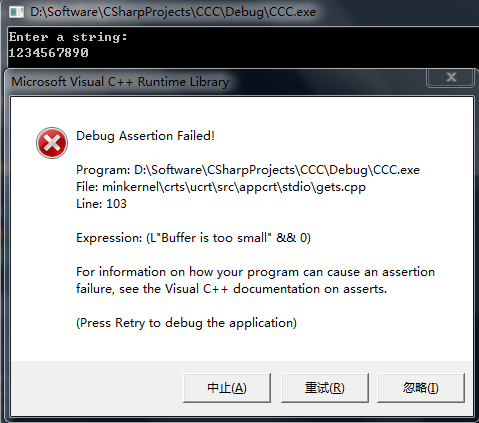 D:\Software\CSharpProjects\CCC\Debug\CCC.exe
Enter a string:
1234567890
Microsoft Visual C++ Runtime Library
Debug Assertion Failed!
Program: D:\Software\CSharpProjects\CCC\Debug\CCC.exe
File: minkernel\crts\ucrt\src\appcrt\stdio\gets.cpp
Line: 103
Expression: (L"Buffer is too small" && 0)
For information on how your program can cause an assertion
failure, see the Visual C++ documentation on asserts.
(Press Retry to debug the application)
中止(A) 重试(R) 忽略(I)